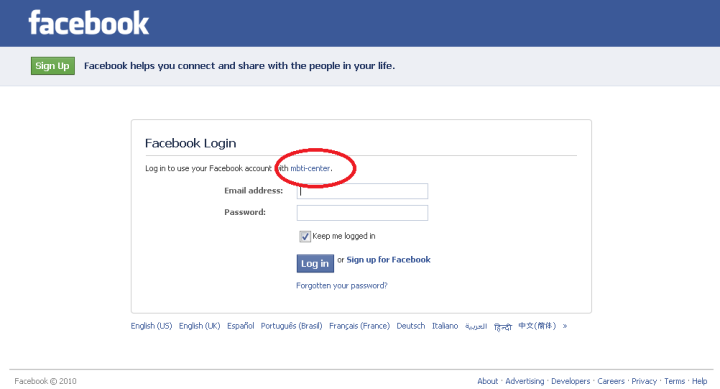 facebook
Sign Up Facebook helps you connect and share with the people in your life.
Facebook Login
Log in to use your Facebook account with mbti-center.
Email address:
Password:
Keep me logged in
Log in or Sign up for Facebook
Forgotten your password?
English (US) English (UK) Español Português (Brasil) Français (France) Deutsch Italiano العربية हिन्दी 中文(简体) »
Facebook © 2010
About · Advertising · Developers · Careers · Privacy · Terms · Help